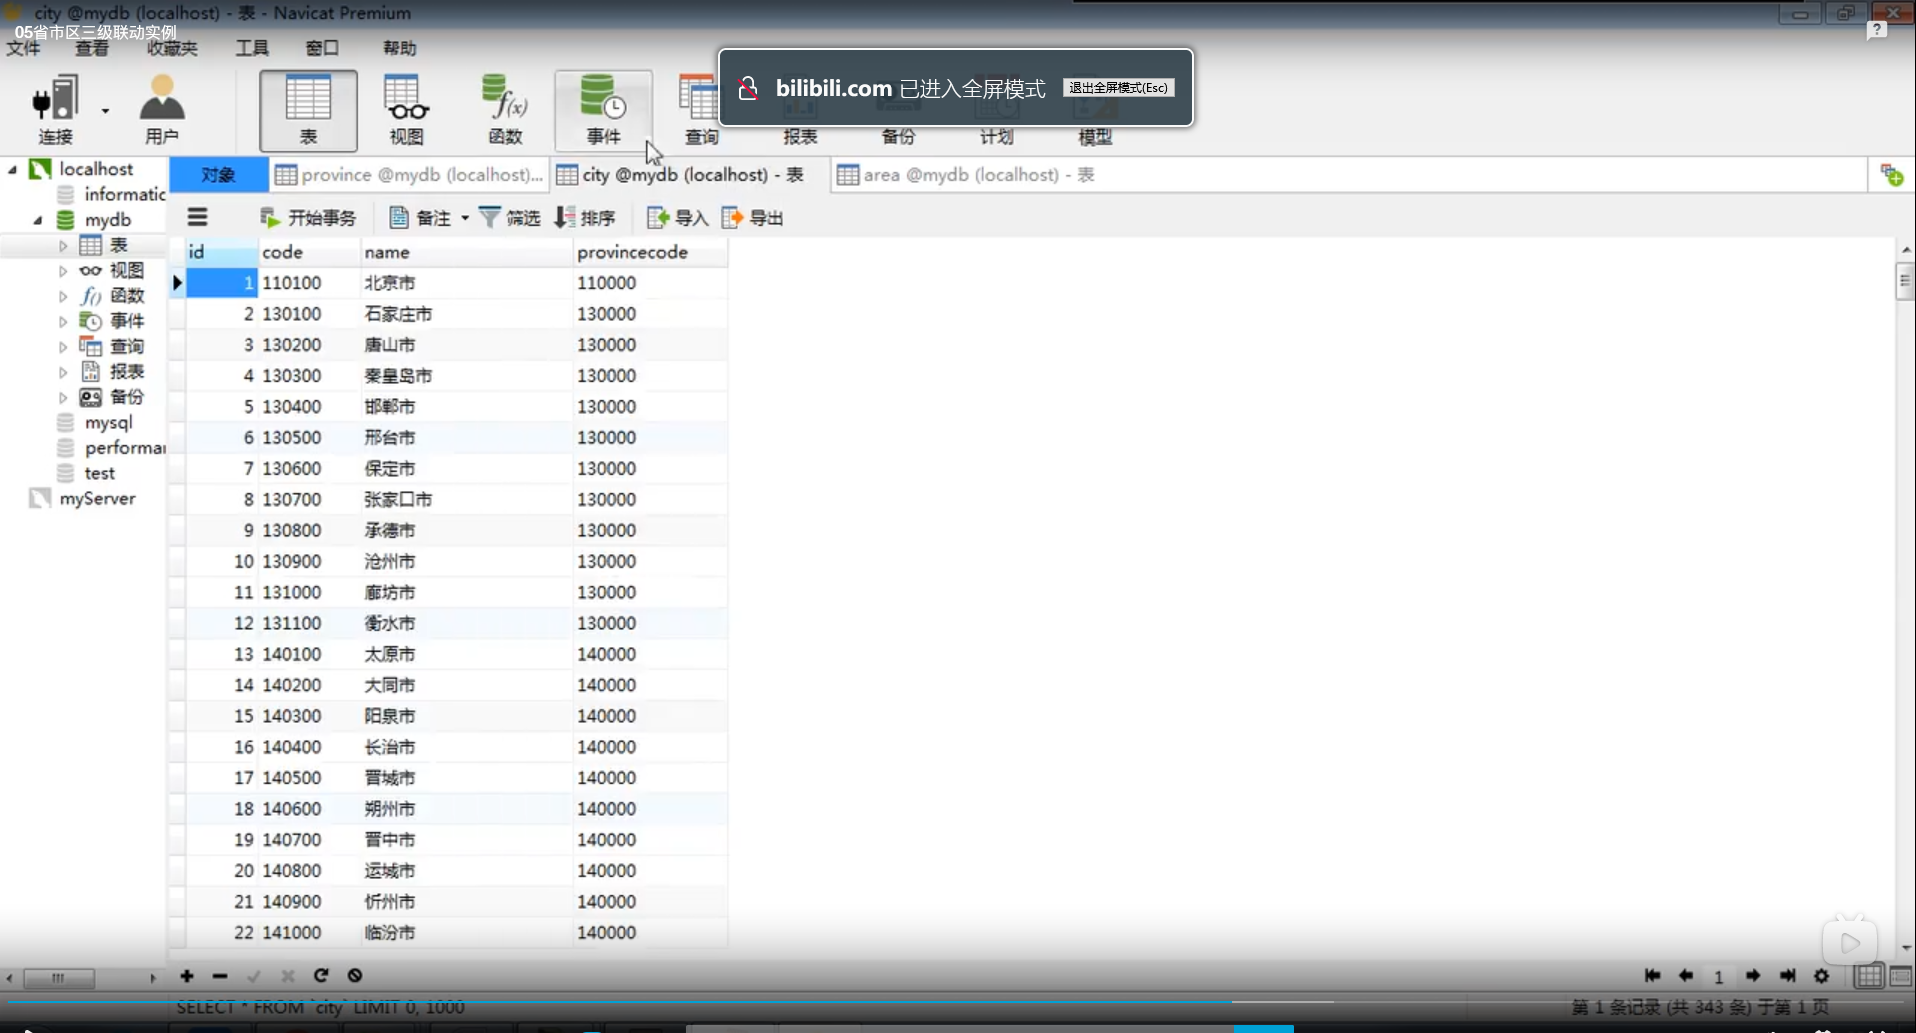 city @mydb (localhost) - 表 - Navicat Premium
05省市区三级联动实例
文件 查看 收藏夹 工具 窗口 帮助
bilibili.com 已进入全屏模式 退出全屏模式(Esc)
连接 用户 表 视图 函数 事件 查询 报表 备份 计划 模型
localhost
informatic
mydb
表
视图
函数
事件
查询
报表
备份
mysql
performa
test
myServer
对象 province @mydb (localhost)... city @mydb (localhost) - 表 area @mydb (localhost) - 表
开始事务 备注 筛选 排序 导入 导出
id code name provincecode
1 110100 北京市 110000
2 130100 石家庄市 130000
3 130200 唐山市 130000
4 130300 秦皇岛市 130000
5 130400 邯郸市 130000
6 130500 邢台市 130000
7 130600 保定市 130000
8 130700 张家口市 130000
9 130800 承德市 130000
10 130900 沧州市 130000
11 131000 廊坊市 130000
12 131100 衡水市 130000
13 140100 太原市 140000
14 140200 大同市 140000
15 140300 阳泉市 140000
16 140400 长治市 140000
17 140500 晋城市 140000
18 140600 朔州市 140000
19 140700 晋中市 140000
20 140800 运城市 140000
21 140900 忻州市 140000
22 141000 临汾市 140000
1
SELECT * FROM `city` LIMIT 0, 1000 第 1 条记录 (共 343 条) 于第 1 页